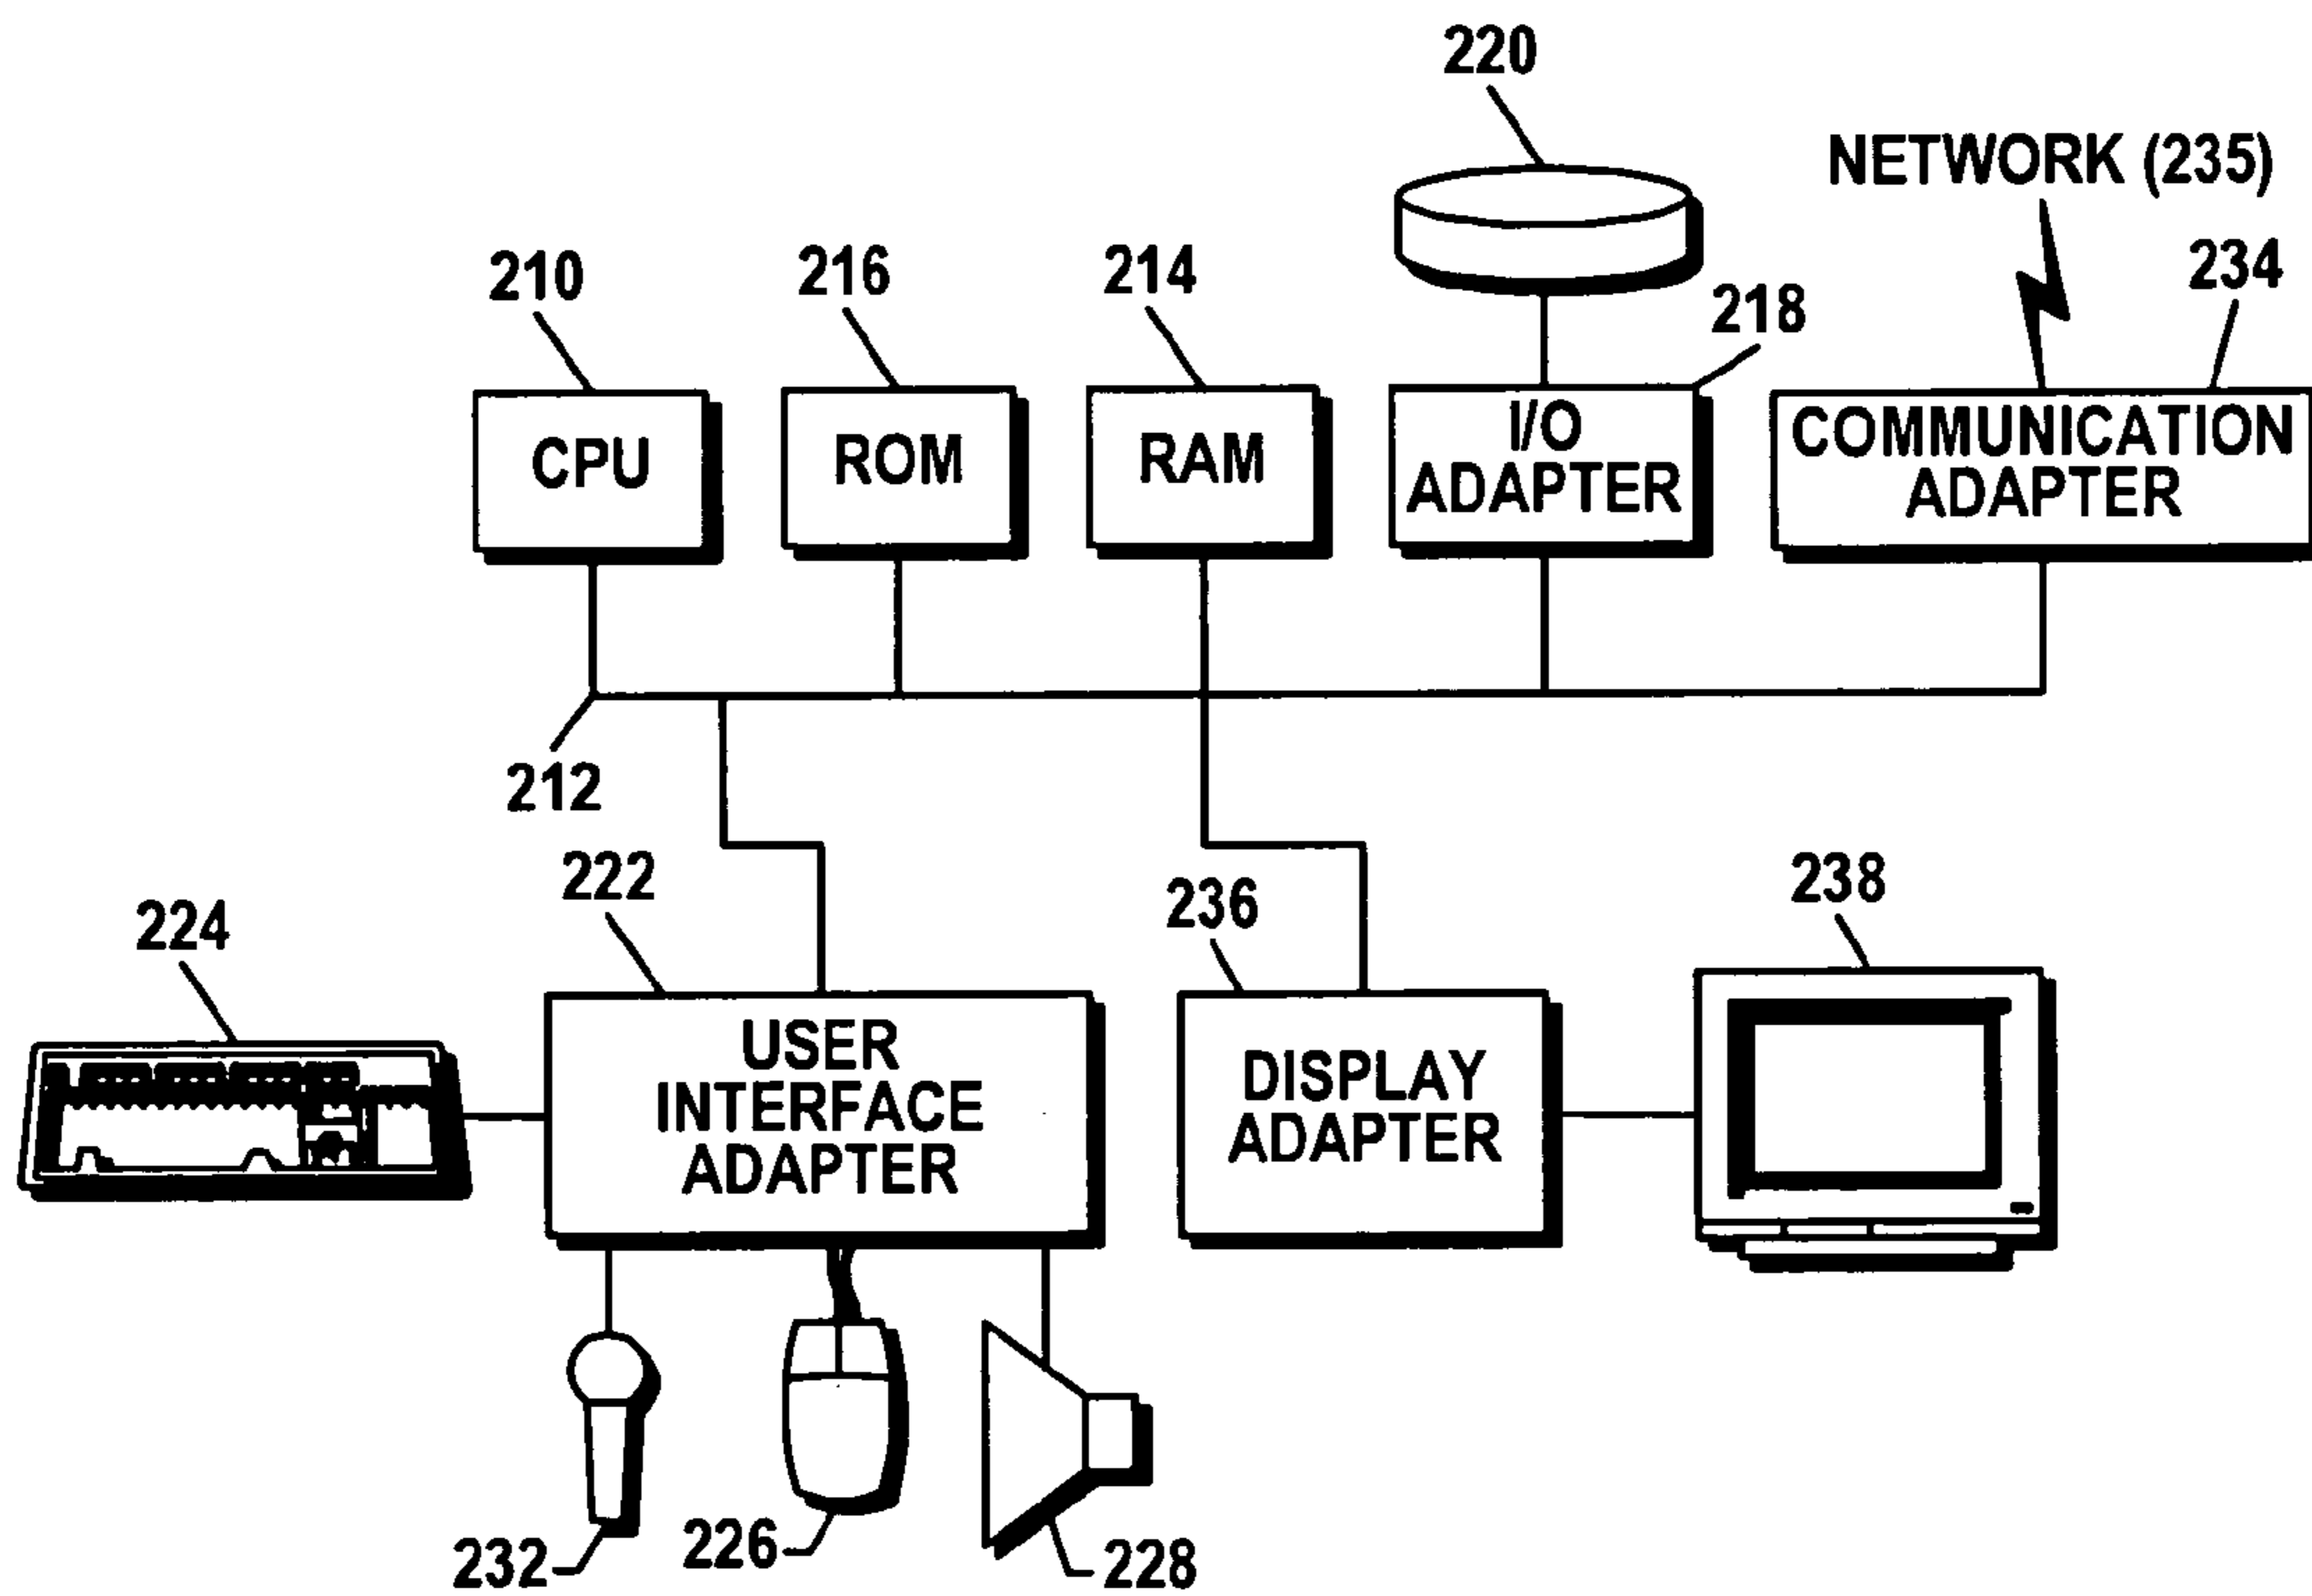 220
NETWORK (235)
210
216
214
218
234
CPU
ROM
RAM
I/O
ADAPTER
COMMUNICATION
ADAPTER
212
222
236
238
224
USER
INTERFACE
ADAPTER
DISPLAY
ADAPTER
232
226
228